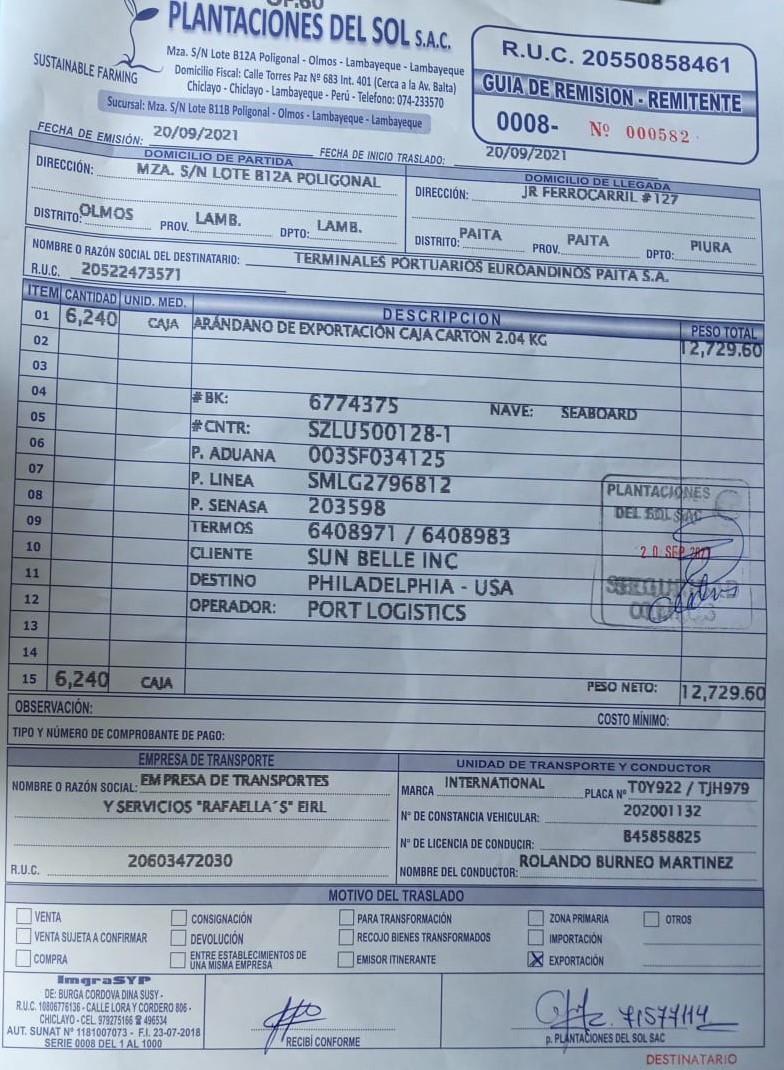 OP.60
PLANTACIONES DEL SOL S.A.C.
SUSTAINABLE FARMING
Mza. S/N Lote B12A Poligonal - Olmos - Lambayeque - Lambayeque
Domicilio Fiscal: Calle Torres Paz Nº 683 Int. 401 (Cerca a la Av. Balta)
Chiclayo - Chiclayo - Lambayeque - Perú - Telefono: 074-233570
Sucursal: Mza. S/N Lote B11B Poligonal - Olmos - Lambayeque - Lambayeque
R.U.C. 20550858461
GUIA DE REMISION - REMITENTE
0008- Nº 000582
FECHA DE EMISIÓN: 20/09/2021 FECHA DE INICIO TRASLADO: 20/09/2021
DOMICILIO DE PARTIDA
DIRECCIÓN: MZA. S/N LOTE B12A POLIGONAL
DISTRITO: OLMOS PROV. LAMB. DPTO: LAMB.
DOMICILIO DE LLEGADA
DIRECCIÓN: JR FERROCARRIL #127
DISTRITO: PAITA PROV. PAITA DPTO: PIURA
NOMBRE O RAZÓN SOCIAL DEL DESTINATARIO: TERMINALES PORTUARIOS EUROANDINOS PAITA S.A.
R.U.C. 20522473571
ITEM CANTIDAD UNID. MED. DESCRIPCION PESO TOTAL
01 6,240 CAJA ARÁNDANO DE EXPORTACIÓN CAJA CARTON 2.04 KG 12,729.60
02
03
04 #BK: 6774375 NAVE: SEABOARD
05 #CNTR: SZLU500128-1
06 P. ADUANA 003SF034125
07 P. LINEA SMLG2796812
08 P. SENASA 203598
09 TERMOS 6408971 / 6408983
10 CLIENTE SUN BELLE INC
11 DESTINO PHILADELPHIA - USA
12 OPERADOR: PORT LOGISTICS
13
14
15 6,240 CAJA PESO NETO: 12,729.60
PLANTACIONES
DEL SOL SAC
20 SEP 2021
OBSERVACIÓN: COSTO MÍNIMO:
TIPO Y NÚMERO DE COMPROBANTE DE PAGO:
EMPRESA DE TRANSPORTE
NOMBRE O RAZÓN SOCIAL: EMPRESA DE TRANSPORTES
Y SERVICIOS "RAFAELLA´S" EIRL
R.U.C. 20603472030
UNIDAD DE TRANSPORTE Y CONDUCTOR
MARCA INTERNATIONAL PLACA Nº T0Y922 / TJH979
Nº DE CONSTANCIA VEHICULAR: 202001132
Nº DE LICENCIA DE CONDUCIR: B45858825
NOMBRE DEL CONDUCTOR: ROLANDO BURNEO MARTINEZ
MOTIVO DEL TRASLADO
VENTA CONSIGNACIÓN PARA TRANSFORMACIÓN ZONA PRIMARIA OTROS
VENTA SUJETA A CONFIRMAR DEVOLUCIÓN RECOJO BIENES TRANSFORMADOS IMPORTACIÓN
COMPRA ENTRE ESTABLECIMIENTOS DE UNA MISMA EMPRESA EMISOR ITINERANTE X EXPORTACIÓN
ImgraSYP
DE: BURGA CORDOVA DINA SUSY -
R.U.C. 10806776136 - CALLE LORA Y CORDERO 806 -
CHICLAYO - CEL. 979275166 ☎ 496534
AUT. SUNAT Nº 1181007073 - F.I. 23-07-2018
SERIE 0008 DEL 1 AL 1000
RECIBÍ CONFORME
71577114
p. PLANTACIONES DEL SOL SAC
DESTINATARIO